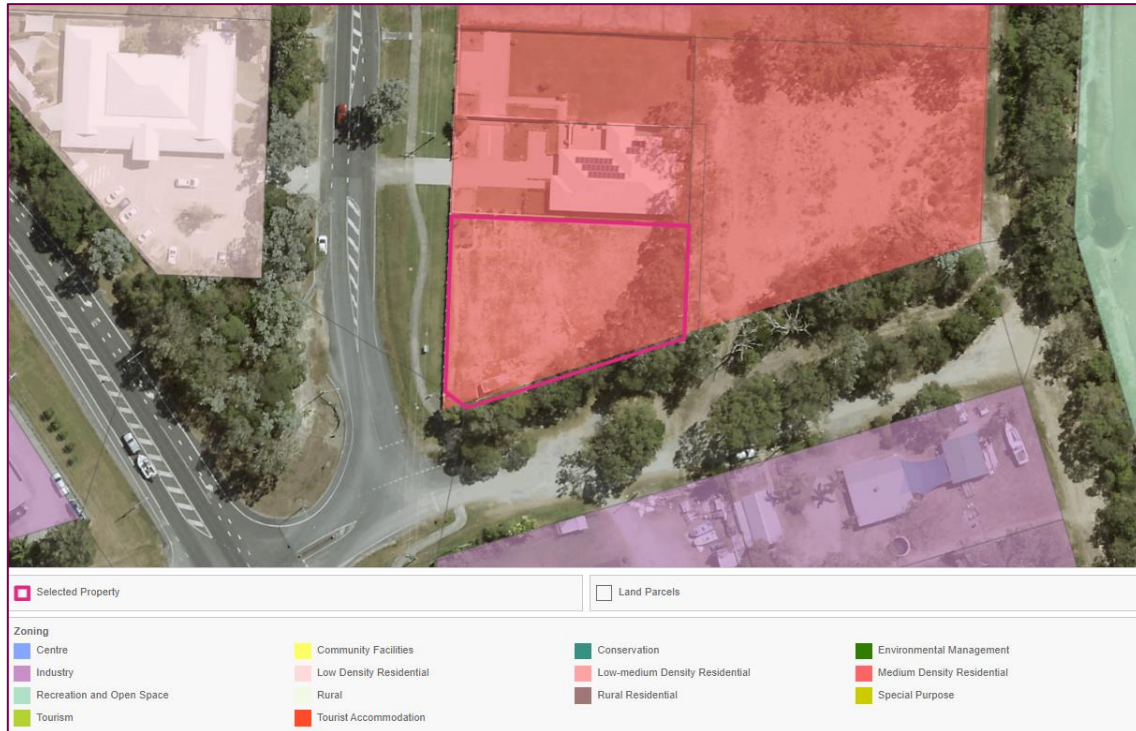 Selected Property
Land Parcels
Zoning
Centre
Community Facilities
Conservation
Environmental Management
Industry
Low Density Residential
Low-medium Density Residential
Medium Density Residential
Recreation and Open Space
Rural
Rural Residential
Special Purpose
Tourism
Tourist Accommodation